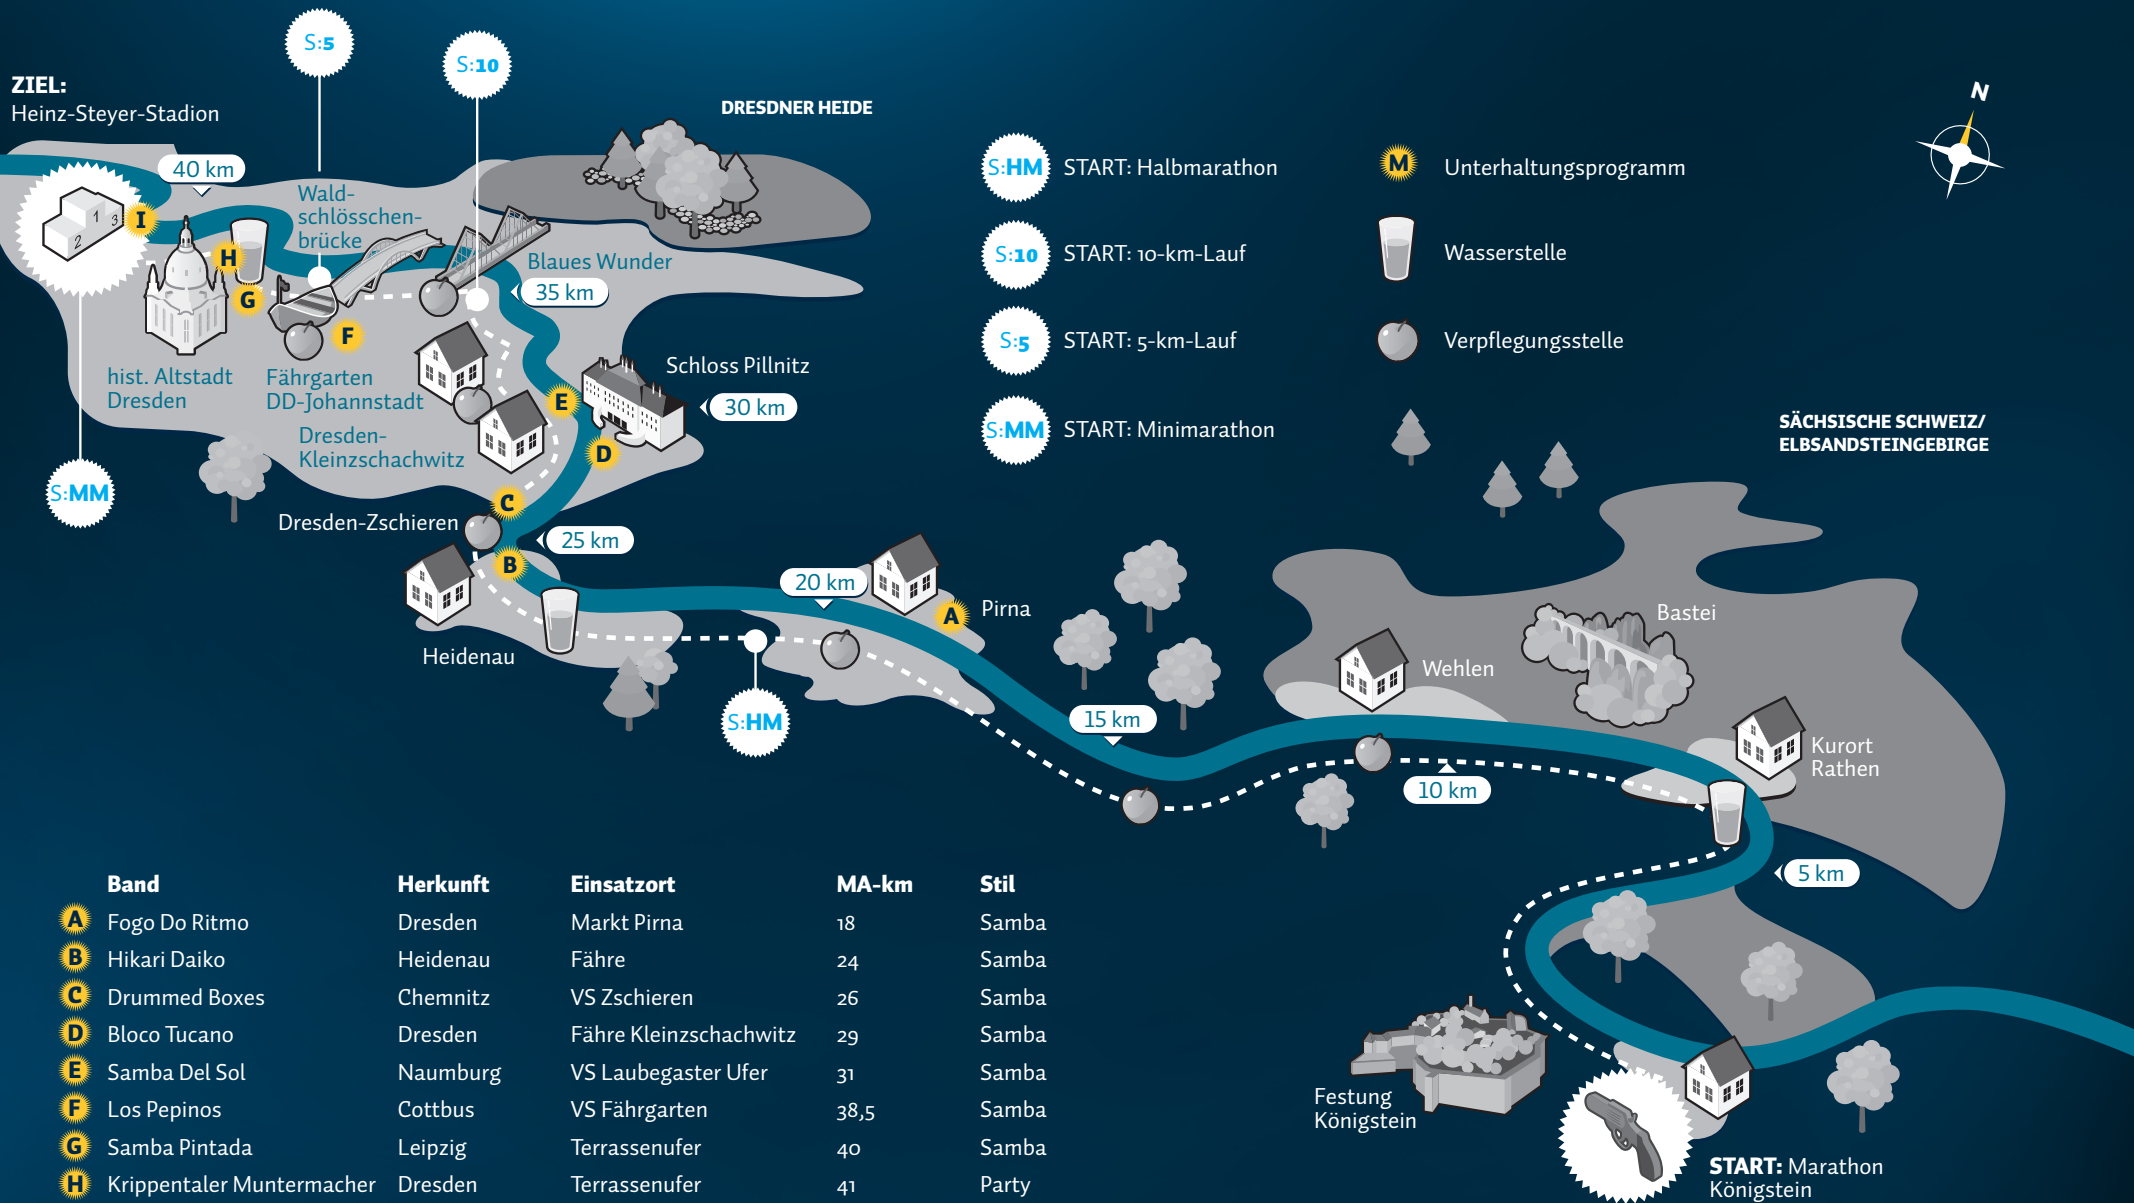 S:5
S:10
ZIEL:
Heinz-Steyer-Stadion
40 km
1
2
3
I
H
G
F
Wald-
schlösschen-
brücke
Blaues Wunder
35 km
DRESDNER HEIDE
hist. Altstadt
Dresden
Fährgarten
DD-Johannstadt
Dresden-
Kleinzschachwitz
S:MM
E
D
Schloss Pillnitz
30 km
C
Dresden-Zschieren
B
25 km
Heidenau
20 km
A
Pirna
S:HM
15 km
S:HM START: Halbmarathon
S:10 START: 10-km-Lauf
S:5 START: 5-km-Lauf
S:MM START: Minimarathon
M Unterhaltungsprogramm
Wasserstelle
Verpflegungsstelle
N
SÄCHSISCHE SCHWEIZ/
ELBSANDSTEINGEBIRGE
Bastei
Wehlen
Kurort
Rathen
10 km
5 km
Festung
Königstein
START: Marathon
Königstein
Band Herkunft Einsatzort MA-km Stil
A Fogo Do Ritmo Dresden Markt Pirna 18 Samba
B Hikari Daiko Heidenau Fähre 24 Samba
C Drummed Boxes Chemnitz VS Zschieren 26 Samba
D Bloco Tucano Dresden Fähre Kleinzschachwitz 29 Samba
E Samba Del Sol Naumburg VS Laubegaster Ufer 31 Samba
F Los Pepinos Cottbus VS Fährgarten 38,5 Samba
G Samba Pintada Leipzig Terrassenufer 40 Samba
H Krippentaler Muntermacher Dresden Terrassenufer 41 Party